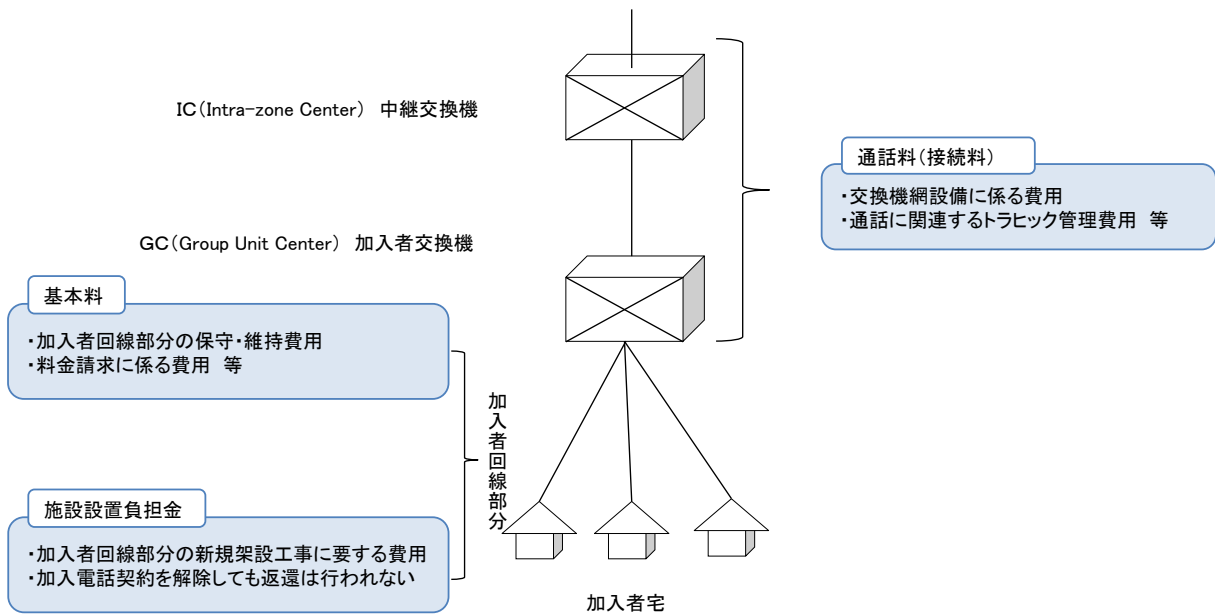 IC(Intra-zone Center) 中継交換機
通話料(接続料)
・交換機網設備に係る費用
・通話に関連するトラヒック管理費用 等
GC(Group Unit Center) 加入者交換機
基本料
・加入者回線部分の保守・維持費用
・料金請求に係る費用 等
加入者回線部分
施設設置負担金
・加入者回線部分の新規架設工事に要する費用
・加入電話契約を解除しても返還は行われない
加入者宅